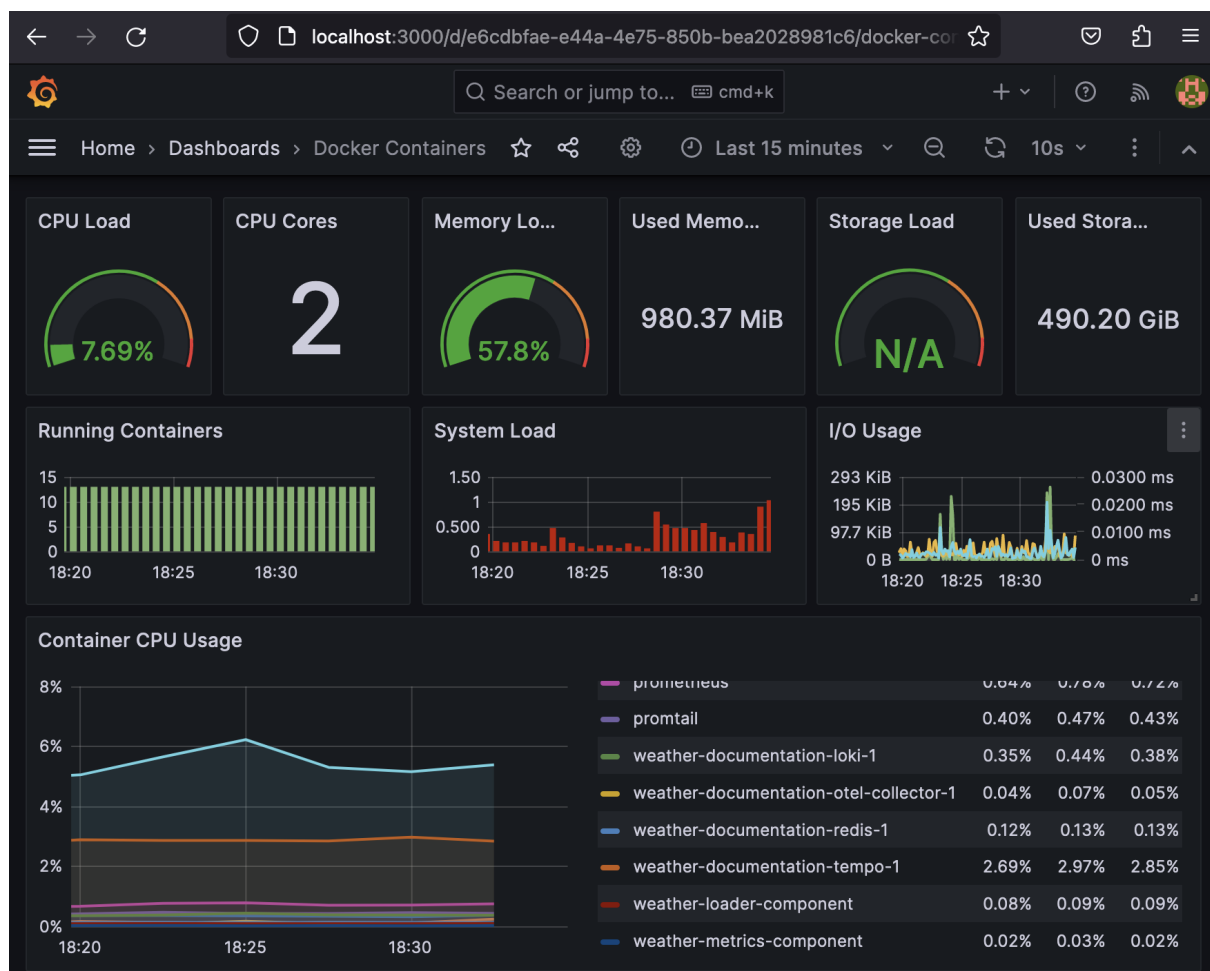 localhost:3000/d/e6cdbfae-e44a-4e75-850b-bea2028981c6/docker-con
Search or jump to... cmd+k
Home › Dashboards › Docker Containers Last 15 minutes 10s
CPU Load CPU Cores Memory Lo... Used Memo... Storage Load Used Stora...
7.69% 2 57.8% 980.37 MiB N/A 490.20 GiB
Running Containers
15
10
5
0
18:20 18:25 18:30
System Load
1.50
1
0.500
0
18:20 18:25 18:30
I/O Usage
293 KiB 0.0300 ms
195 KiB 0.0200 ms
97.7 KiB 0.0100 ms
0 B 0 ms
18:20 18:25 18:30
Container CPU Usage
8%
6%
4%
2%
0%
18:20 18:25 18:30
prometheus 0.64% 0.78% 0.72%
promtail 0.40% 0.47% 0.43%
weather-documentation-loki-1 0.35% 0.44% 0.38%
weather-documentation-otel-collector-1 0.04% 0.07% 0.05%
weather-documentation-redis-1 0.12% 0.13% 0.13%
weather-documentation-tempo-1 2.69% 2.97% 2.85%
weather-loader-component 0.08% 0.09% 0.09%
weather-metrics-component 0.02% 0.03% 0.02%